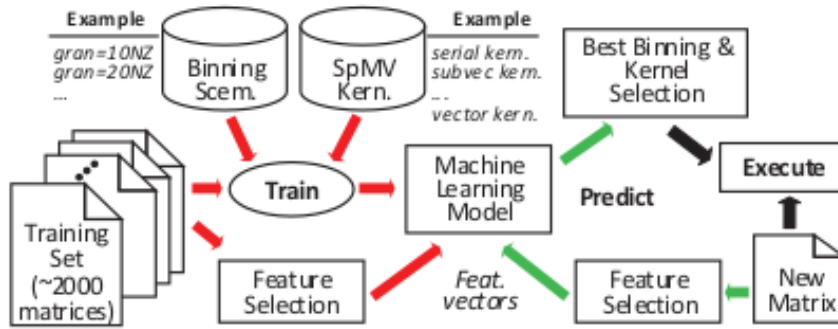 Example
gran=10NZ
gran=20NZ
...
Binning
Scem.
SpMV
Kern.
Example
serial kern.
subvec kern.
...
vector kern.
Best Binning &
Kernel
Selection
Train
Machine
Learning
Model
Predict
Execute
Training
Set
(~2000
matrices)
Feature
Selection
Feat.
vectors
Feature
Selection
New
Matrix